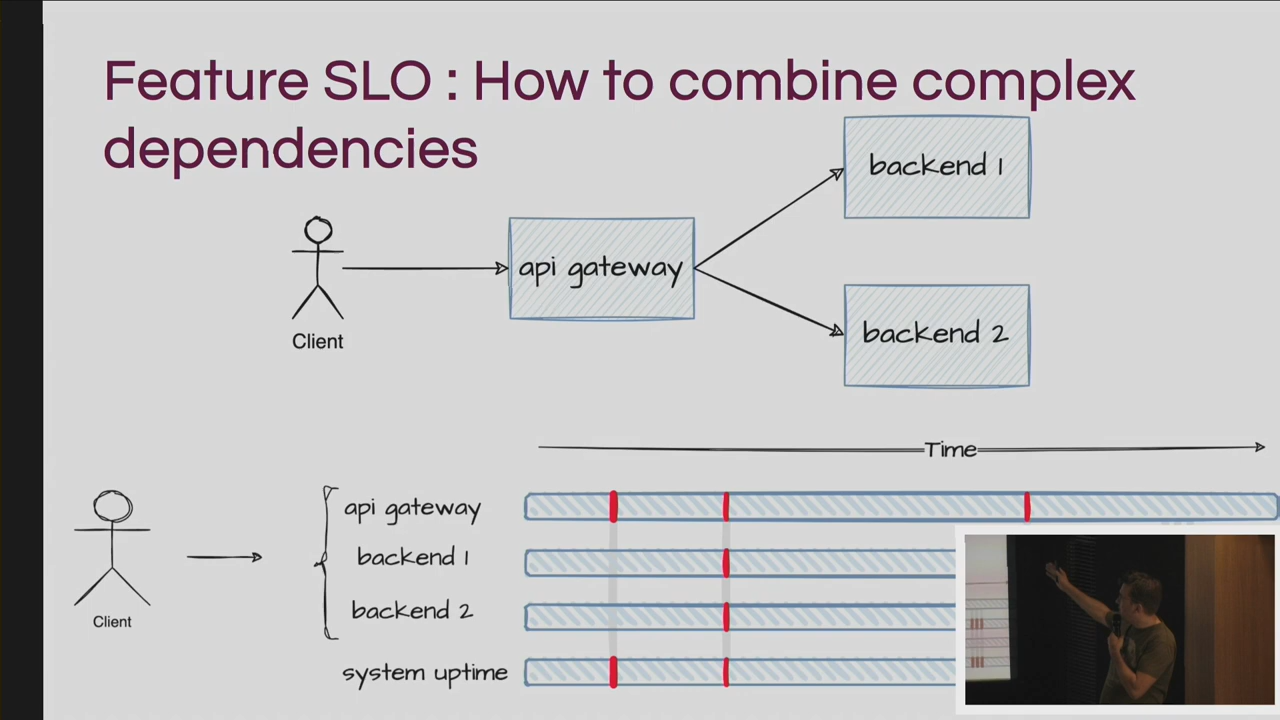 Feature SLO : How to combine complex
dependencies
backend 1
api gateway
backend 2
Client
Time
api gateway
backend 1
backend 2
system uptime
Client